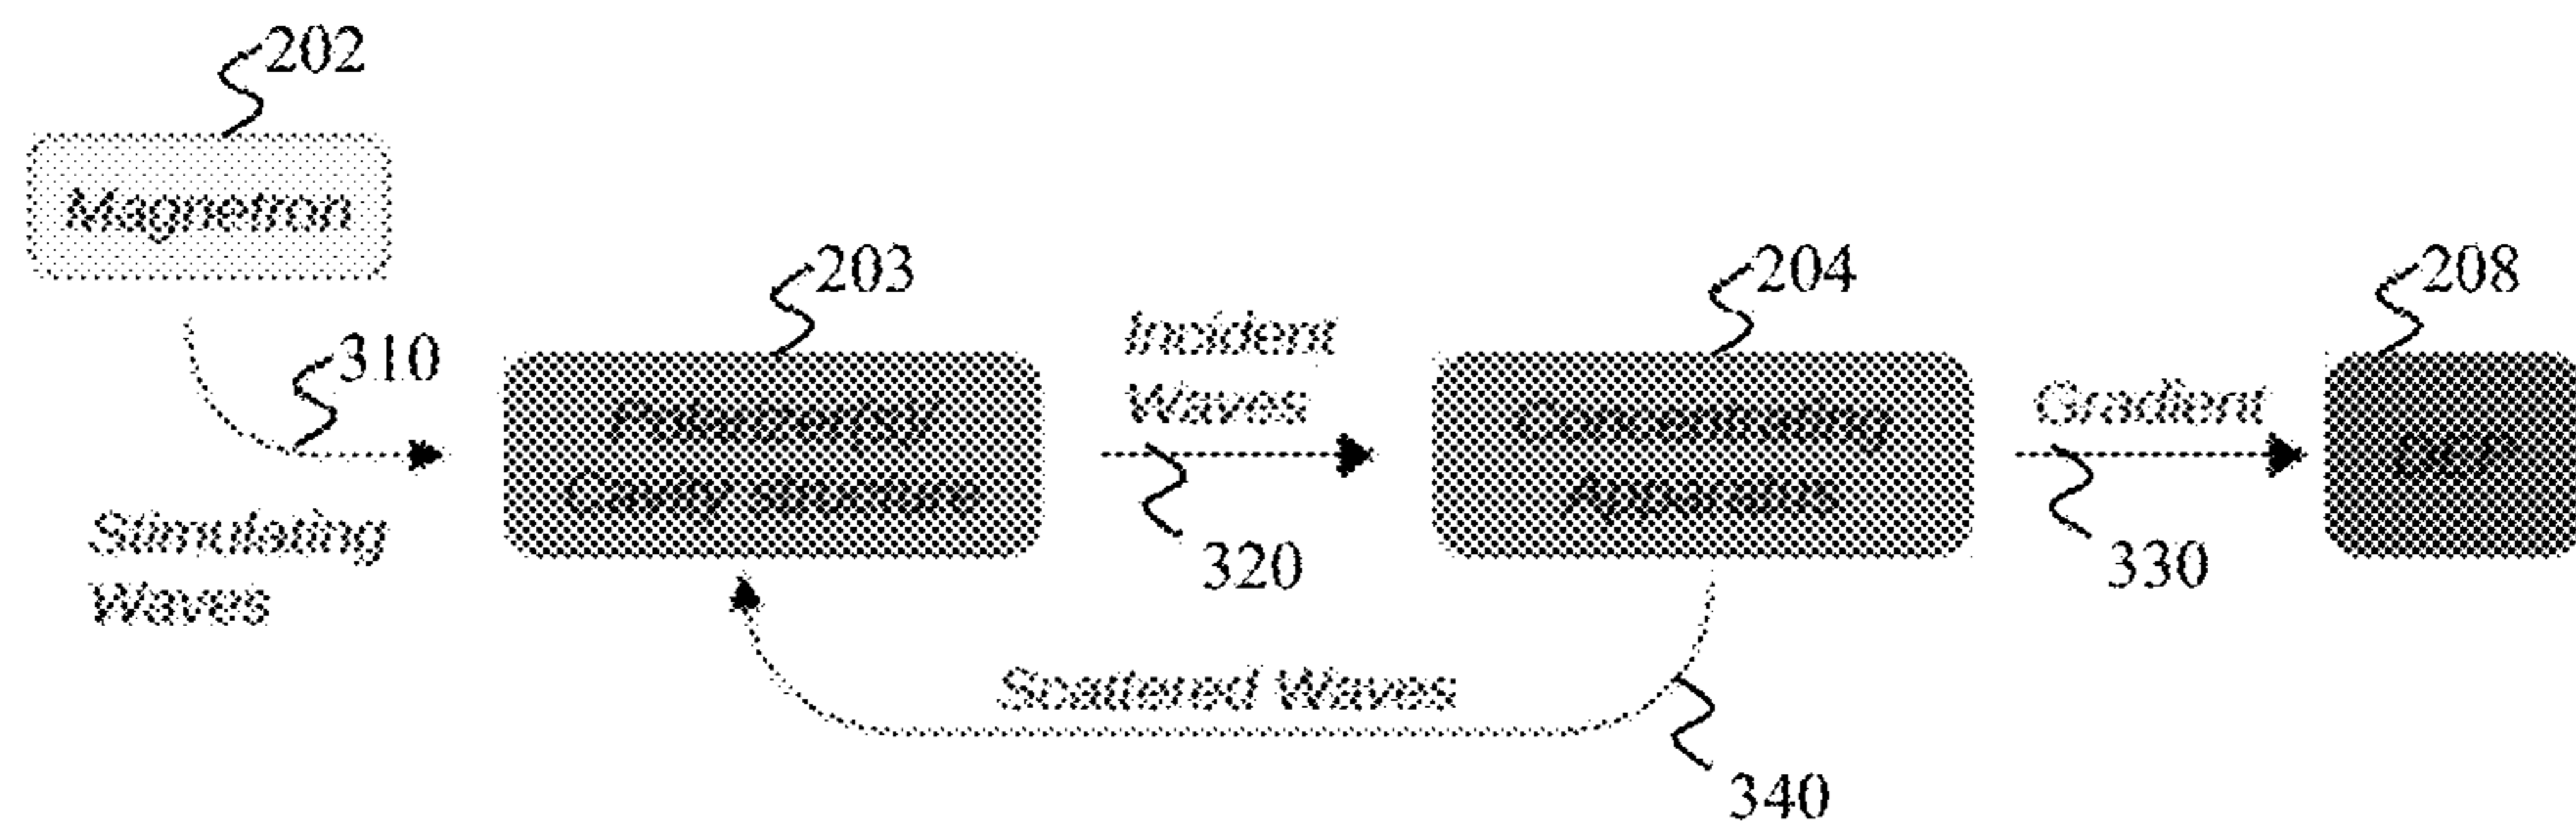 202
Magnetron
203
204
208
310
Incident
Waves
Gradient
Polarizer(s)/
Cavity structure
Concentrating
Apparatus
Stimulating
Waves
320
330
Scattered Waves
340